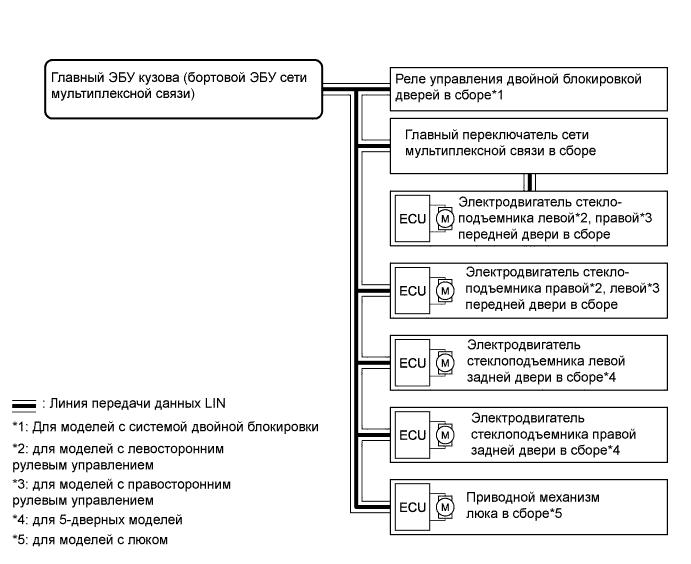 Главный ЭБУ кузова (бортовой ЭБУ сети
мультиплексной связи)
Реле управления двойной блокировкой
дверей в сборе*1
Главный переключатель сети
мультиплексной связи в сборе
ECU
M
Электродвигатель стекло-
подъемника левой*2, правой*3
передней двери в сборе
ECU
M
Электродвигатель стекло-
подъемника правой*2, левой*3
передней двери в сборе
ECU
M
Электродвигатель
стеклоподъемника левой
задней двери в сборе*4
ECU
M
Электродвигатель
стеклоподъемника правой
задней двери в сборе*4
ECU
M
Приводной механизм
люка в сборе*5
: Линия передачи данных LIN
*1: Для моделей с системой двойной блокировки
*2: для моделей с левосторонним
рулевым управлением
*3: для моделей с правосторонним
рулевым управлением
*4: для 5-дверных моделей
*5: для моделей с люком